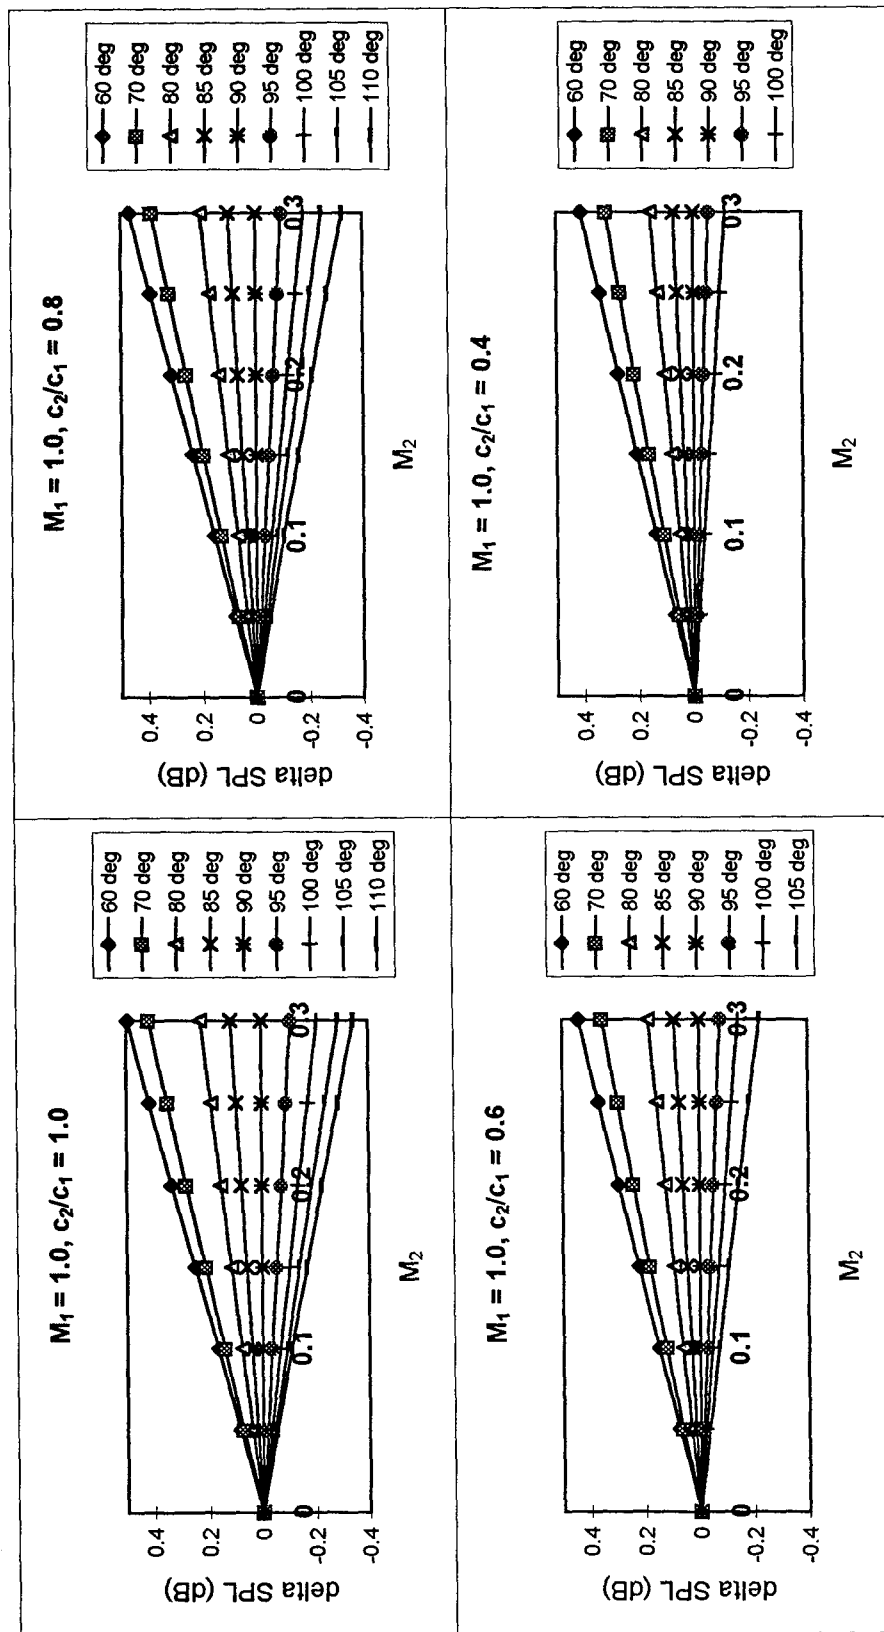 M₁ = 1.0, c₂/c₁ = 1.0
delta SPL (dB)
0.4
0.2
0
-0.2
-0.4
0
0.1
0.2
0.3
M₂
60 deg
70 deg
80 deg
85 deg
90 deg
95 deg
100 deg
105 deg
110 deg
M₁ = 1.0, c₂/c₁ = 0.8
delta SPL (dB)
0.4
0.2
0
-0.2
-0.4
0
0.1
0.2
0.3
M₂
60 deg
70 deg
80 deg
85 deg
90 deg
95 deg
100 deg
105 deg
110 deg
M₁ = 1.0, c₂/c₁ = 0.6
delta SPL (dB)
0.4
0.2
0
-0.2
-0.4
0
0.1
0.2
0.3
M₂
60 deg
70 deg
80 deg
85 deg
90 deg
95 deg
100 deg
105 deg
M₁ = 1.0, c₂/c₁ = 0.4
delta SPL (dB)
0.4
0.2
0
-0.2
-0.4
0
0.1
0.2
0.3
M₂
60 deg
70 deg
80 deg
85 deg
90 deg
95 deg
100 deg